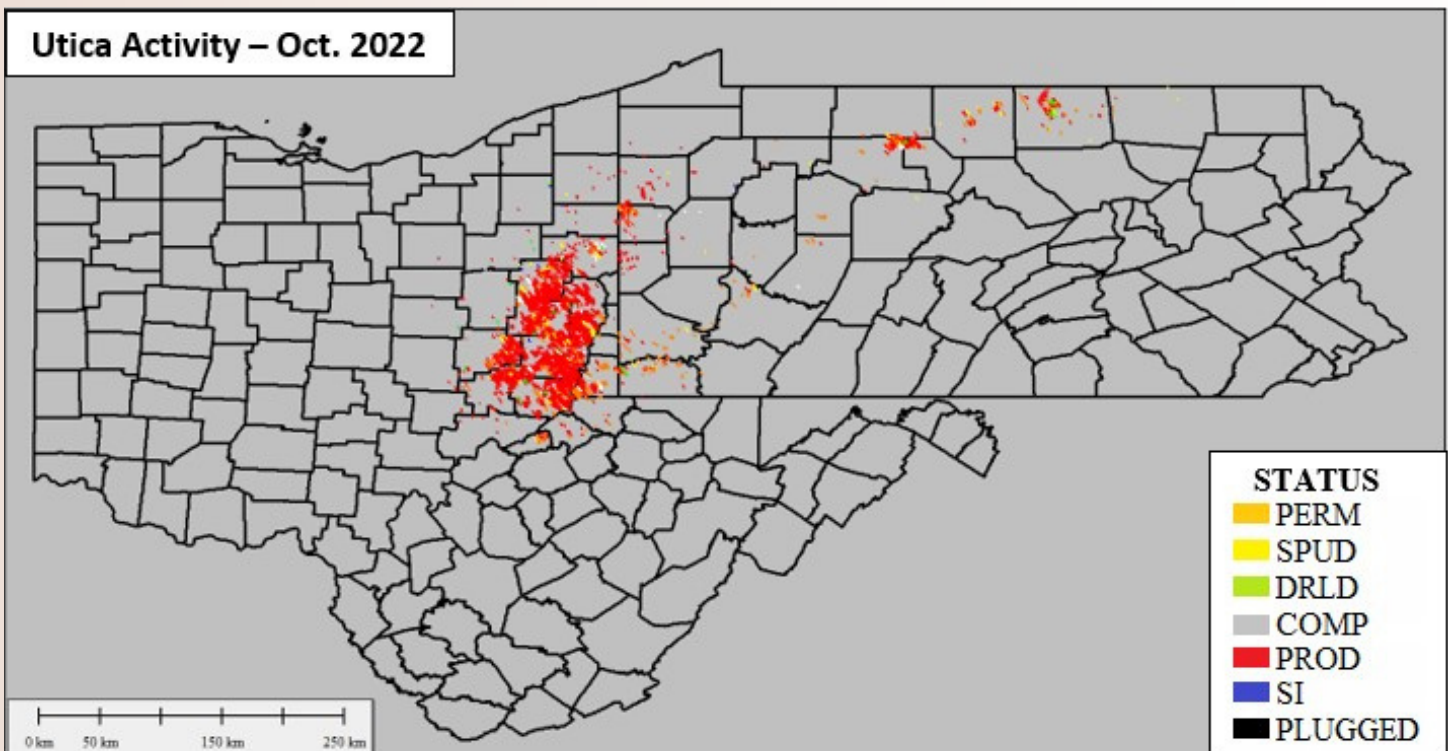 Utica Activity – Oct. 2022
STATUS
PERM
SPUD
DRLD
COMP
PROD
SI
PLUGGED
0 km 50 km 150 km 250 km